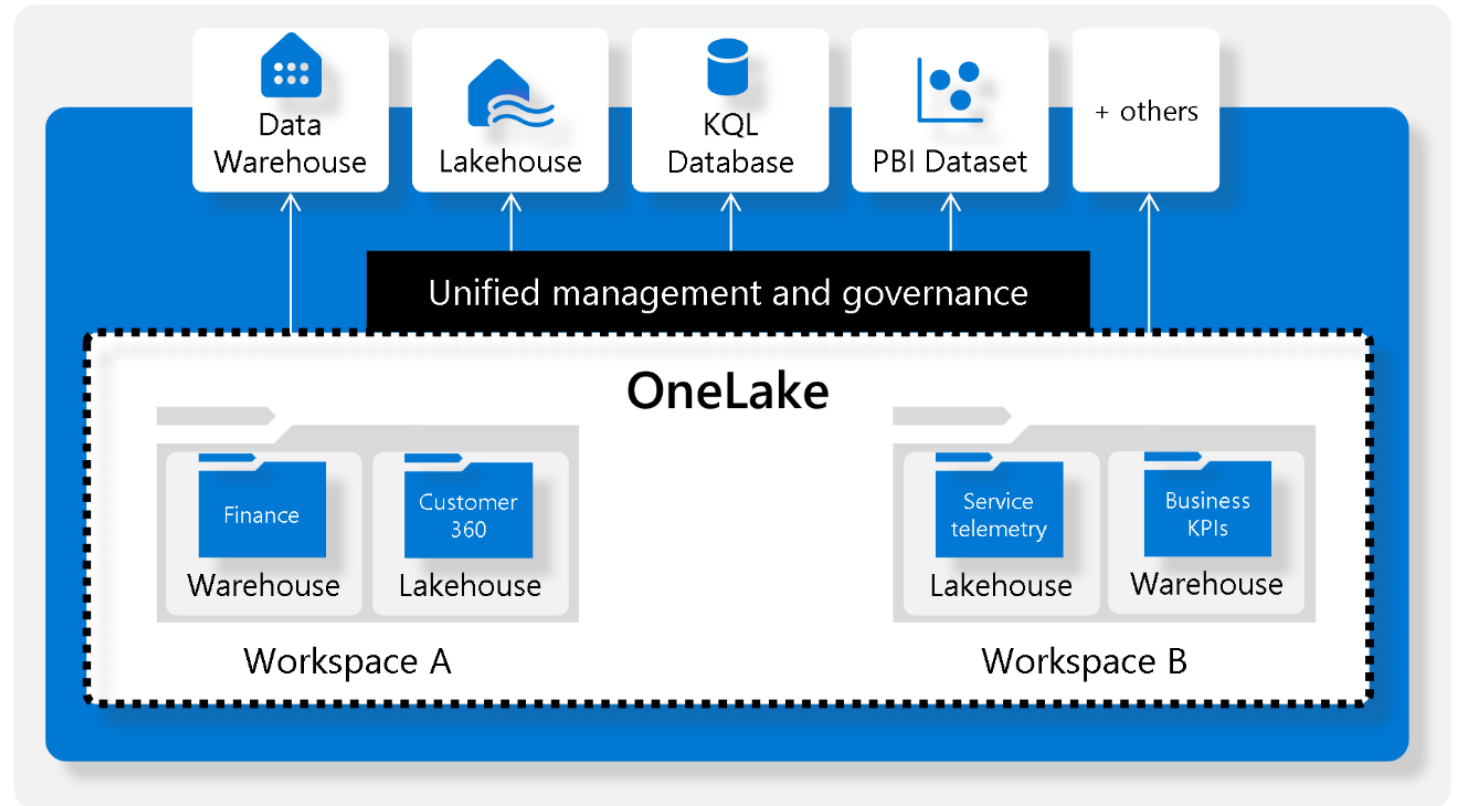 Data
Warehouse
Lakehouse
KQL
Database
PBI Dataset
+ others
Unified management and governance
OneLake
Finance
Warehouse
Customer
360
Lakehouse
Workspace A
Service
telemetry
Lakehouse
Business
KPIs
Warehouse
Workspace B